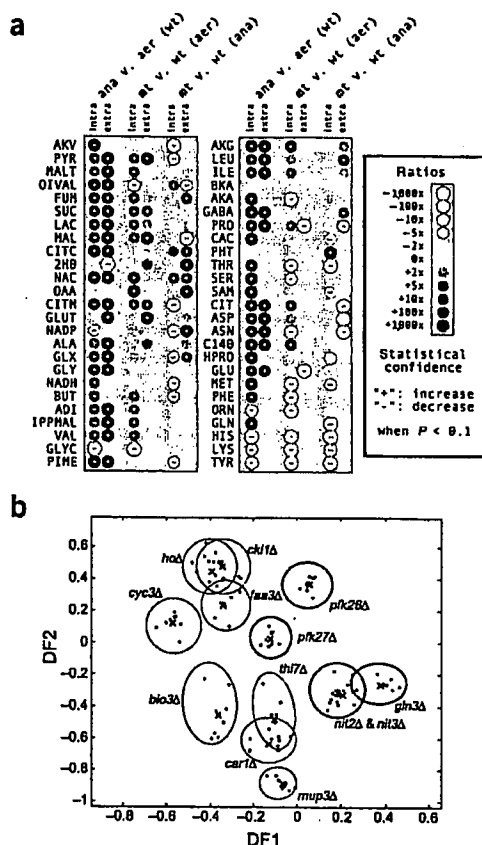 a
ana v. aer (wt)
mt v. wt (aer)
mt v. wt (ana)
intra
extra
intra
extra
intra
extra
AKV
PYR
MALT
OIVAL
FUM
SUC
LAC
MAL
CITC
2HB
NAC
OAA
CITM
GLUT
NADP
ALA
GLX
GLY
NADH
BUT
ADI
IPPMAL
VAL
GLYC
PIME
ana v. aer (wt)
mt v. wt (aer)
mt v. wt (ana)
intra
extra
intra
extra
intra
extra
AKG
LEU
ILE
BKA
AKA
GABA
PRO
CAC
PHT
THR
SER
SAM
CIT
ASP
ASN
C140
HPRO
GLU
MET
PHE
ORN
GLN
HIS
LYS
TYR
Ratios
-1000x
-100x
-10x
-5x
-2x
0x
+2x
+5x
+10x
+100x
+1000x
Statistical
confidence
"+": increase
"-": decrease
when P < 0.1
b
DF2
0.6
0.4
0.2
0
−0.2
−0.4
−0.6
−0.8
−1
hoΔ
ckl1Δ
cyc3Δ
pfk26Δ
pfk27Δ
thi7Δ
bio3Δ
gln3Δ
nit2Δ & nit3Δ
car1Δ
mup3Δ
−0.8
−0.6
−0.4
−0.2
0
0.2
0.4
0.6
DF1